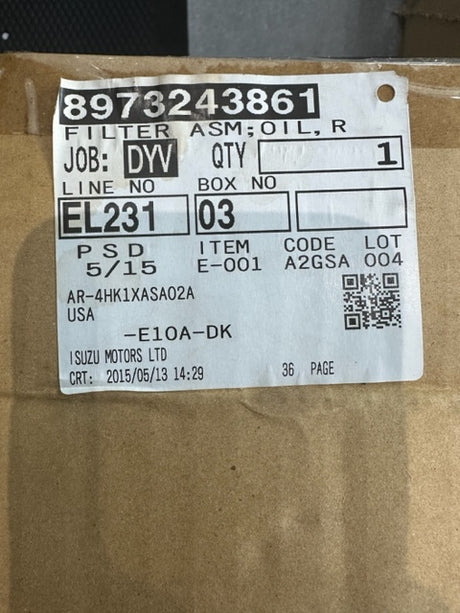 8973243861
FILTER ASM;OIL,R
JOB: DYV QTY 1
LINE NO BOX NO
EL231 03
PSD ITEM CODE LOT
5/15 E-001 A2GSA 004
AR-4HK1XASA02A
USA
-E10A-DK
ISUZU MOTORS LTD
CRT: 2015/05/13 14:29 36 PAGE